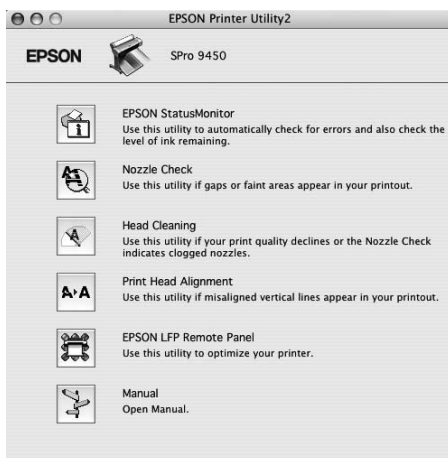 EPSON Printer Utility2
EPSON
SPro 9450
EPSON StatusMonitor
Use this utility to automatically check for errors and also check the
level of ink remaining.
Nozzle Check
Use this utility if gaps or faint areas appear in your printout.
Head Cleaning
Use this utility if your print quality declines or the Nozzle Check
indicates clogged nozzles.
A A
Print Head Alignment
Use this utility if misaligned vertical lines appear in your printout.
EPSON LFP Remote Panel
Use this utility to optimize your printer.
Manual
Open Manual.